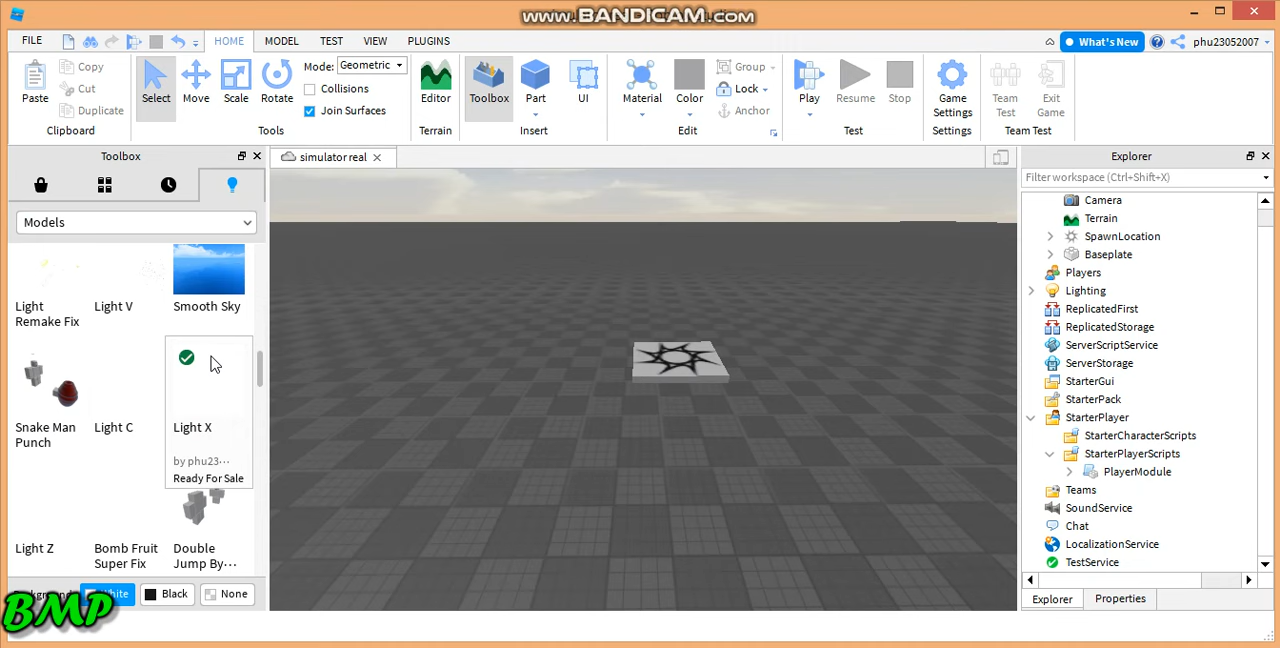 www.BANDICAM.com
FILE HOME MODEL TEST VIEW PLUGINS What's New phu23052007
Paste Copy Cut Duplicate Clipboard
Select Move Scale Rotate Mode: Geometric Collisions Join Surfaces Tools
Editor Terrain
Toolbox Part UI Insert
Material Color Group Lock Anchor Edit
Play Resume Stop Test
Game Settings Settings
Team Test Exit Game Team Test
Toolbox
simulator real
Explorer
Models
Filter workspace (Ctrl+Shift+X)
Light Remake Fix
Light V
Smooth Sky
Snake Man Punch
Light C
Light X
by phu23...
Ready For Sale
Light Z
Bomb Fruit Super Fix
Double Jump By...
White Black None
BMP
Camera
Terrain
SpawnLocation
Baseplate
Players
Lighting
ReplicatedFirst
ReplicatedStorage
ServerScriptService
ServerStorage
StarterGui
StarterPack
StarterPlayer
StarterCharacterScripts
StarterPlayerScripts
PlayerModule
Teams
SoundService
Chat
LocalizationService
TestService
Explorer Properties